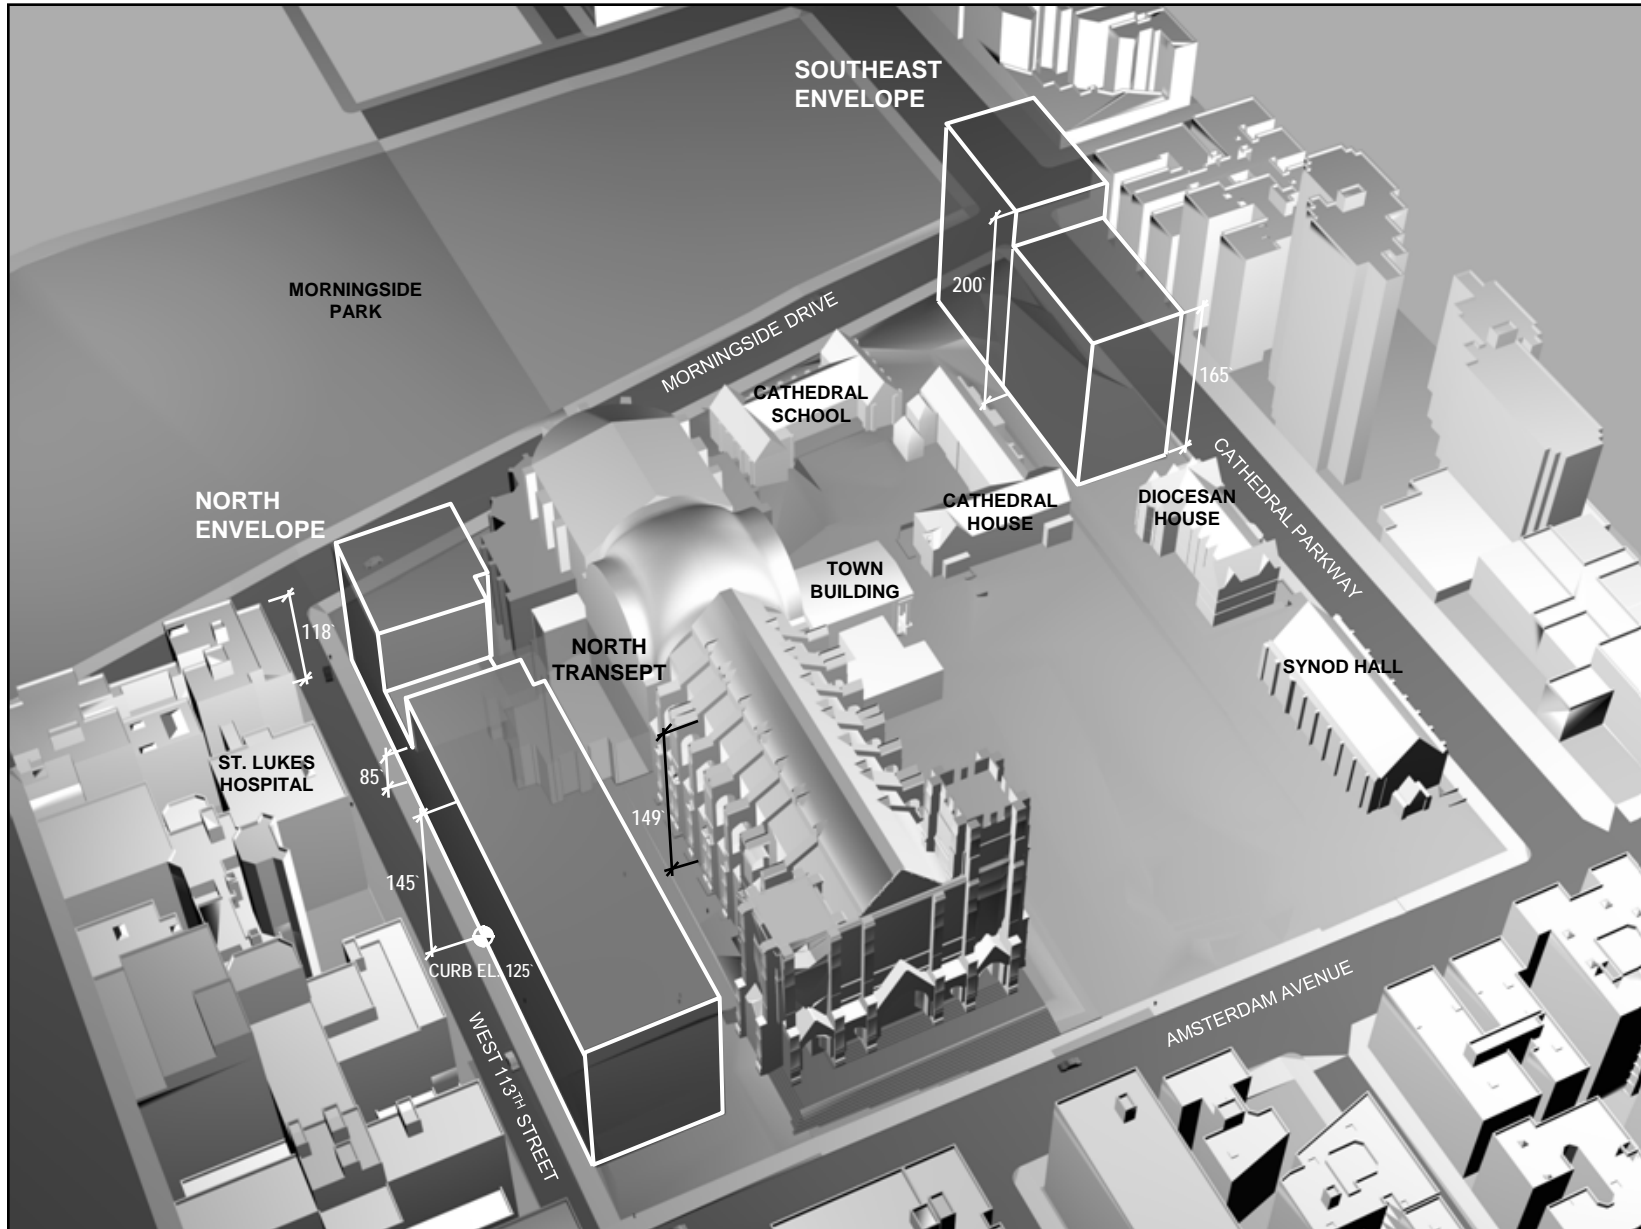 SOUTHEAST
ENVELOPE
MORNINGSIDE
PARK
200`
MORNINGSIDE DRIVE
165`
CATHEDRAL
SCHOOL
CATHEDRAL PARKWAY
NORTH
ENVELOPE
CATHEDRAL
HOUSE
DIOCESAN
HOUSE
TOWN
BUILDING
118`
NORTH
TRANSEPT
SYNOD HALL
ST. LUKES
HOSPITAL
85`
149`
145`
CURB EL. 125`
WEST 113TH STREET
AMSTERDAM AVENUE